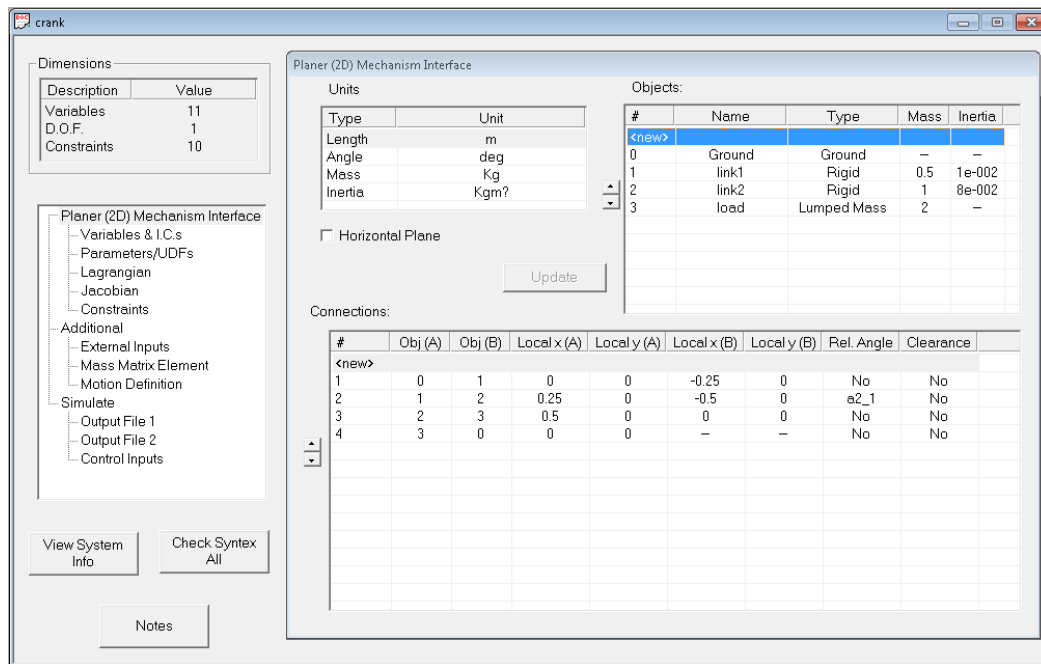 crank
Dimensions
Description Value
Variables 11
D.O.F. 1
Constraints 10
Planer (2D) Mechanism Interface
Variables & I.C.s
Parameters/UDFs
Lagrangian
Jacobian
Constraints
Additional
External Inputs
Mass Matrix Element
Motion Definition
Simulate
Output File 1
Output File 2
Control Inputs
View System Info
Check Syntex All
Notes
Planer (2D) Mechanism Interface
Units
Type Unit
Length m
Angle deg
Mass Kg
Inertia Kgm?
Horizontal Plane
Update
Objects:
# Name Type Mass Inertia
<new>
0 Ground Ground – –
1 link1 Rigid 0.5 1e-002
2 link2 Rigid 1 8e-002
3 load Lumped Mass 2 –
Connections:
# Obj (A) Obj (B) Local x (A) Local y (A) Local x (B) Local y (B) Rel. Angle Clearance
<new>
1 0 1 0 0 -0.25 0 No No
2 1 2 0.25 0 -0.5 0 a2_1 No
3 2 3 0.5 0 0 0 No No
4 3 0 0 0 – – No No